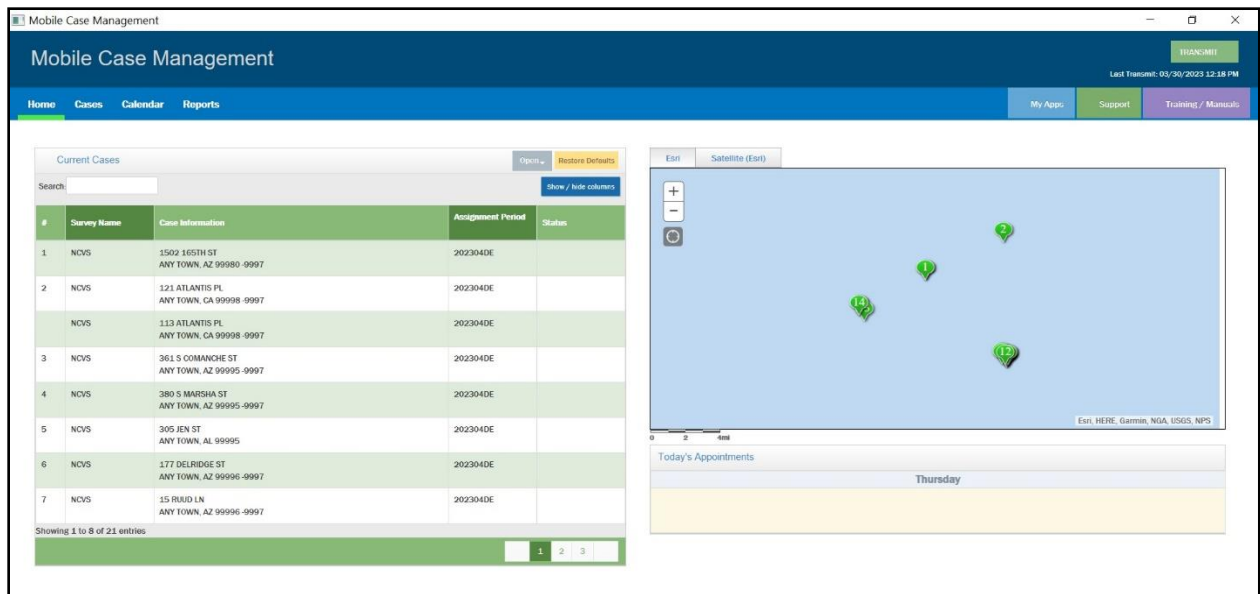 Mobile Case Management
Mobile Case Management
TRANSMIT
Last Transmit: 03/30/2023 12:18 PM
Home Cases Calendar Reports
My Apps Support Training / Manuals
Current Cases
Open Restore Defaults
Search:
Show / hide columns
# Survey Name Case Information Assignment Period Status
1 NCVS 1502 165TH ST 202304DE
ANY TOWN, AZ 99980-9997
2 NCVS 121 ATLANTIS PL 202304DE
ANY TOWN, CA 99998-9997
NCVS 113 ATLANTIS PL 202304DE
ANY TOWN, CA 99998-9997
3 NCVS 361 S COMANCHE ST 202304DE
ANY TOWN, AZ 99995-9997
4 NCVS 380 S MARSHA ST 202304DE
ANY TOWN, AZ 99995-9997
5 NCVS 305 JEN ST 202304DE
ANY TOWN, AL 99995
6 NCVS 177 DELRIDGE ST 202304DE
ANY TOWN, AZ 99996-9997
7 NCVS 15 RUUD LN 202304DE
ANY TOWN, AZ 99996-9997
Showing 1 to 8 of 21 entries
1 2 3
Esri Satellite (Esri)
+
−
2
1
14
12
Esri, HERE, Garmin, NGA, USGS, NPS
0 2 4mi
Today's Appointments
Thursday